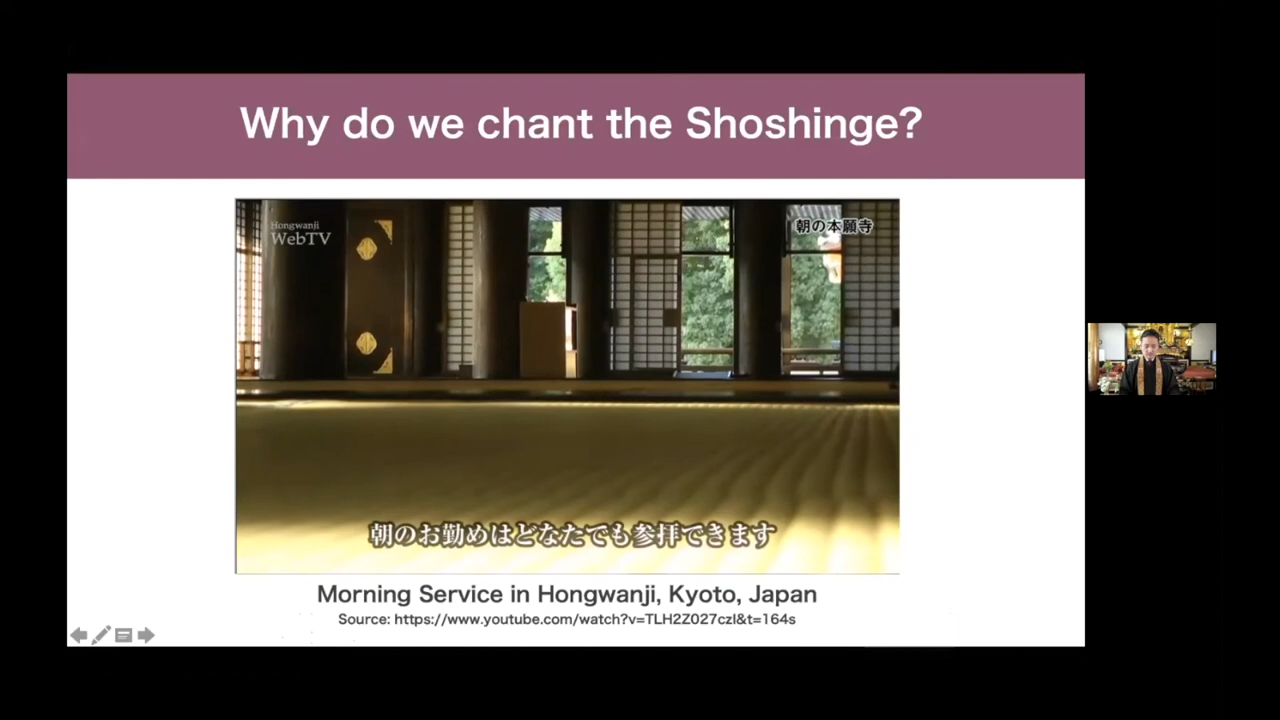 Why do we chant the Shoshinge?
Hongwanji
WebTV
朝の本願寺
朝のお勤めはどなたでも参拝できます
Morning Service in Hongwanji, Kyoto, Japan
Source: https://www.youtube.com/watch?v=TLH2Z027czI&t=164s